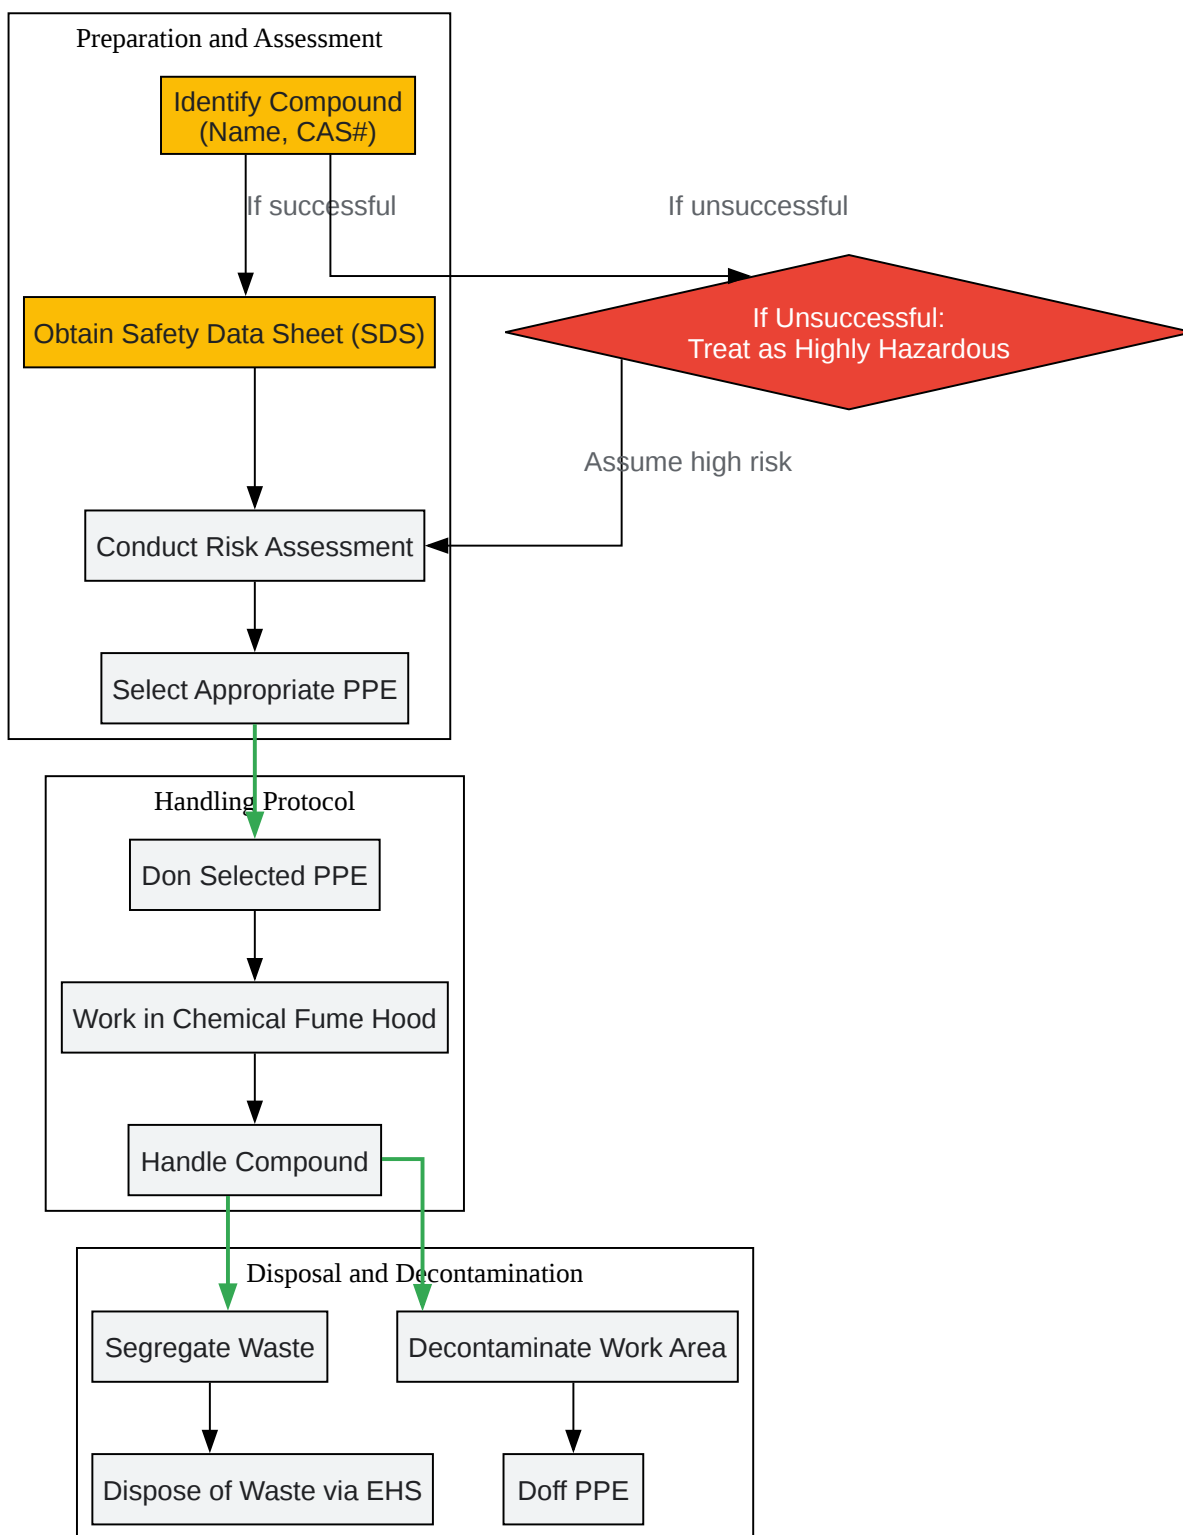 Preparation and Assessment
Identify Compound
(Name, CAS#)
If successful
If unsuccessful
Obtain Safety Data Sheet (SDS)
If Unsuccessful:
Treat as Highly Hazardous
Assume high risk
Conduct Risk Assessment
Select Appropriate PPE
Handling Protocol
Don Selected PPE
Work in Chemical Fume Hood
Handle Compound
Disposal and Decontamination
Segregate Waste
Decontaminate Work Area
Dispose of Waste via EHS
Doff PPE